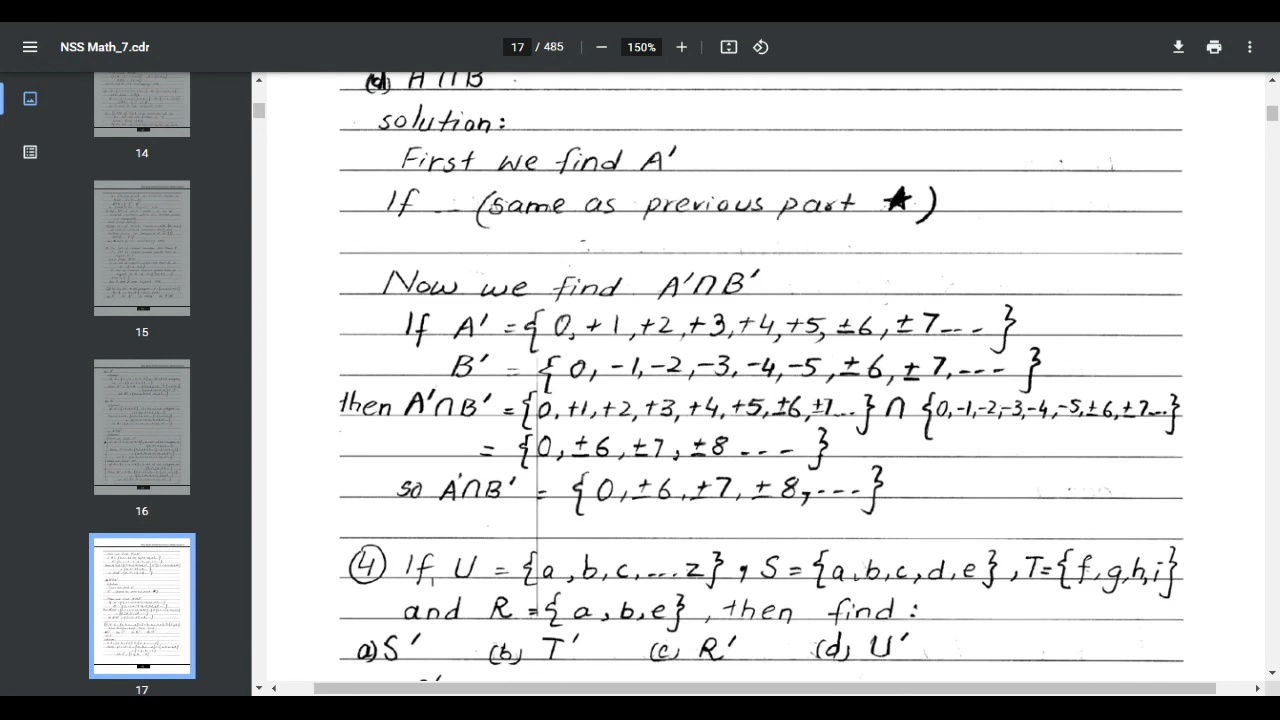 NSS Math_7.cdr
17 / 485
150%
14
15
16
17
(d) A∩B
solution:
First we find A'
If -- (same as previous part ★)
Now we find A'∩B'
If A' = { 0, +1, +2, +3, +4, +5, ±6, ±7--- }
B' = { 0, -1, -2, -3, -4, -5, ±6, ±7, --- }
then A'∩B' = {0, +1, +2, +3, +4, +5, ±6, ±7...} ∩ {0, -1, -2, -3, -4, -5, ±6, ±7...}
= {0, ±6, ±7, ±8 ---- }
so A'∩B' = {0, ±6, ±7, ±8, --- }
④ If U = {a, b, c, ... z}, S = {a, b, c, d, e}, T = {f, g, h, i}
and R = {a, b, e}, then find:
a) S' (b) T' (c) R' (d) U'